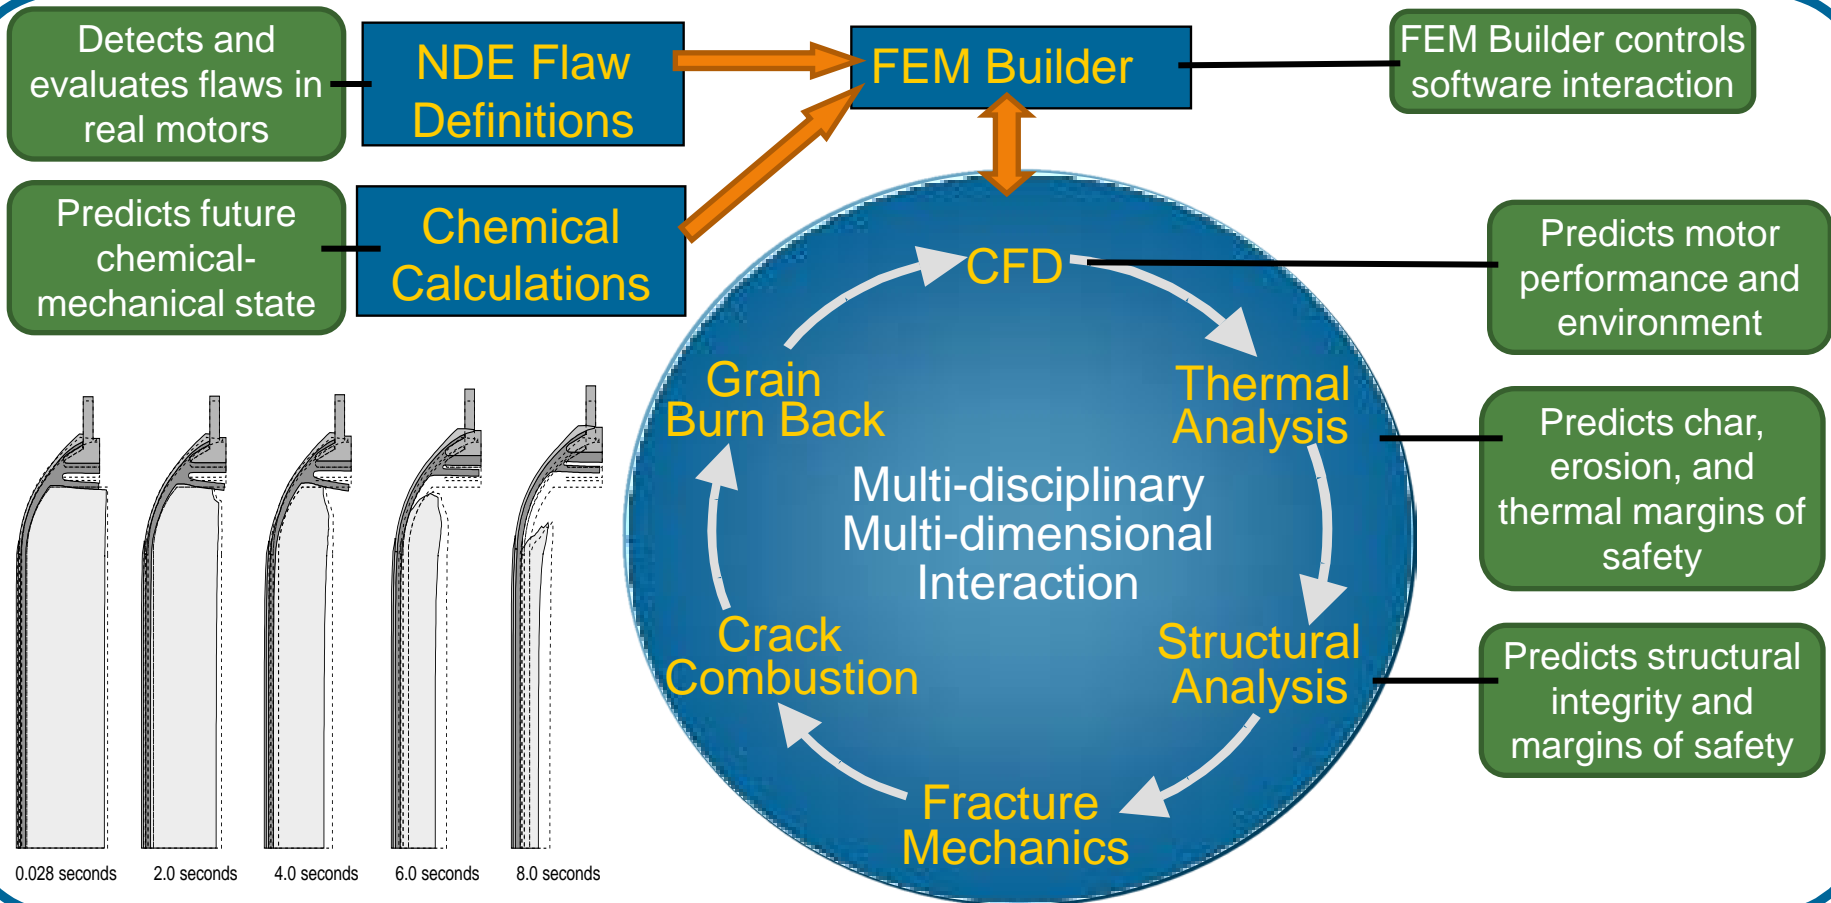 Detects and
evaluates flaws in
real motors
NDE Flaw
Definitions
FEM Builder
FEM Builder controls
software interaction
Predicts future
chemical-
mechanical state
Chemical
Calculations
CFD
Predicts motor
performance and
environment
Grain
Burn Back
Thermal
Analysis
Predicts char,
erosion, and
thermal margins of
safety
Multi-disciplinary
Multi-dimensional
Interaction
Crack
Combustion
Structural
Analysis
Predicts structural
integrity and
margins of safety
Fracture
Mechanics
0.028 seconds
2.0 seconds
4.0 seconds
6.0 seconds
8.0 seconds